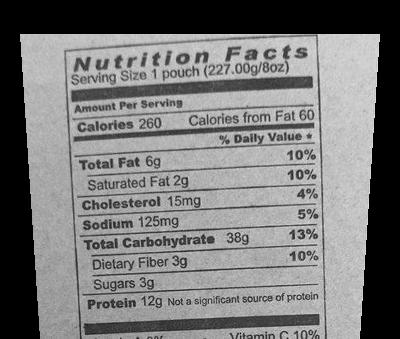 Nutrition Facts
Serving Size 1 pouch (227.00g/8oz)
Amount Per Serving
Calories 260 Calories from Fat 60
% Daily Value *
Total Fat 6g 10%
Saturated Fat 2g 10%
Cholesterol 15mg 4%
Sodium 125mg 5%
Total Carbohydrate 38g 13%
Dietary Fiber 3g 10%
Sugars 3g
Protein 12g Not a significant source of protein
Vitamin C 10%